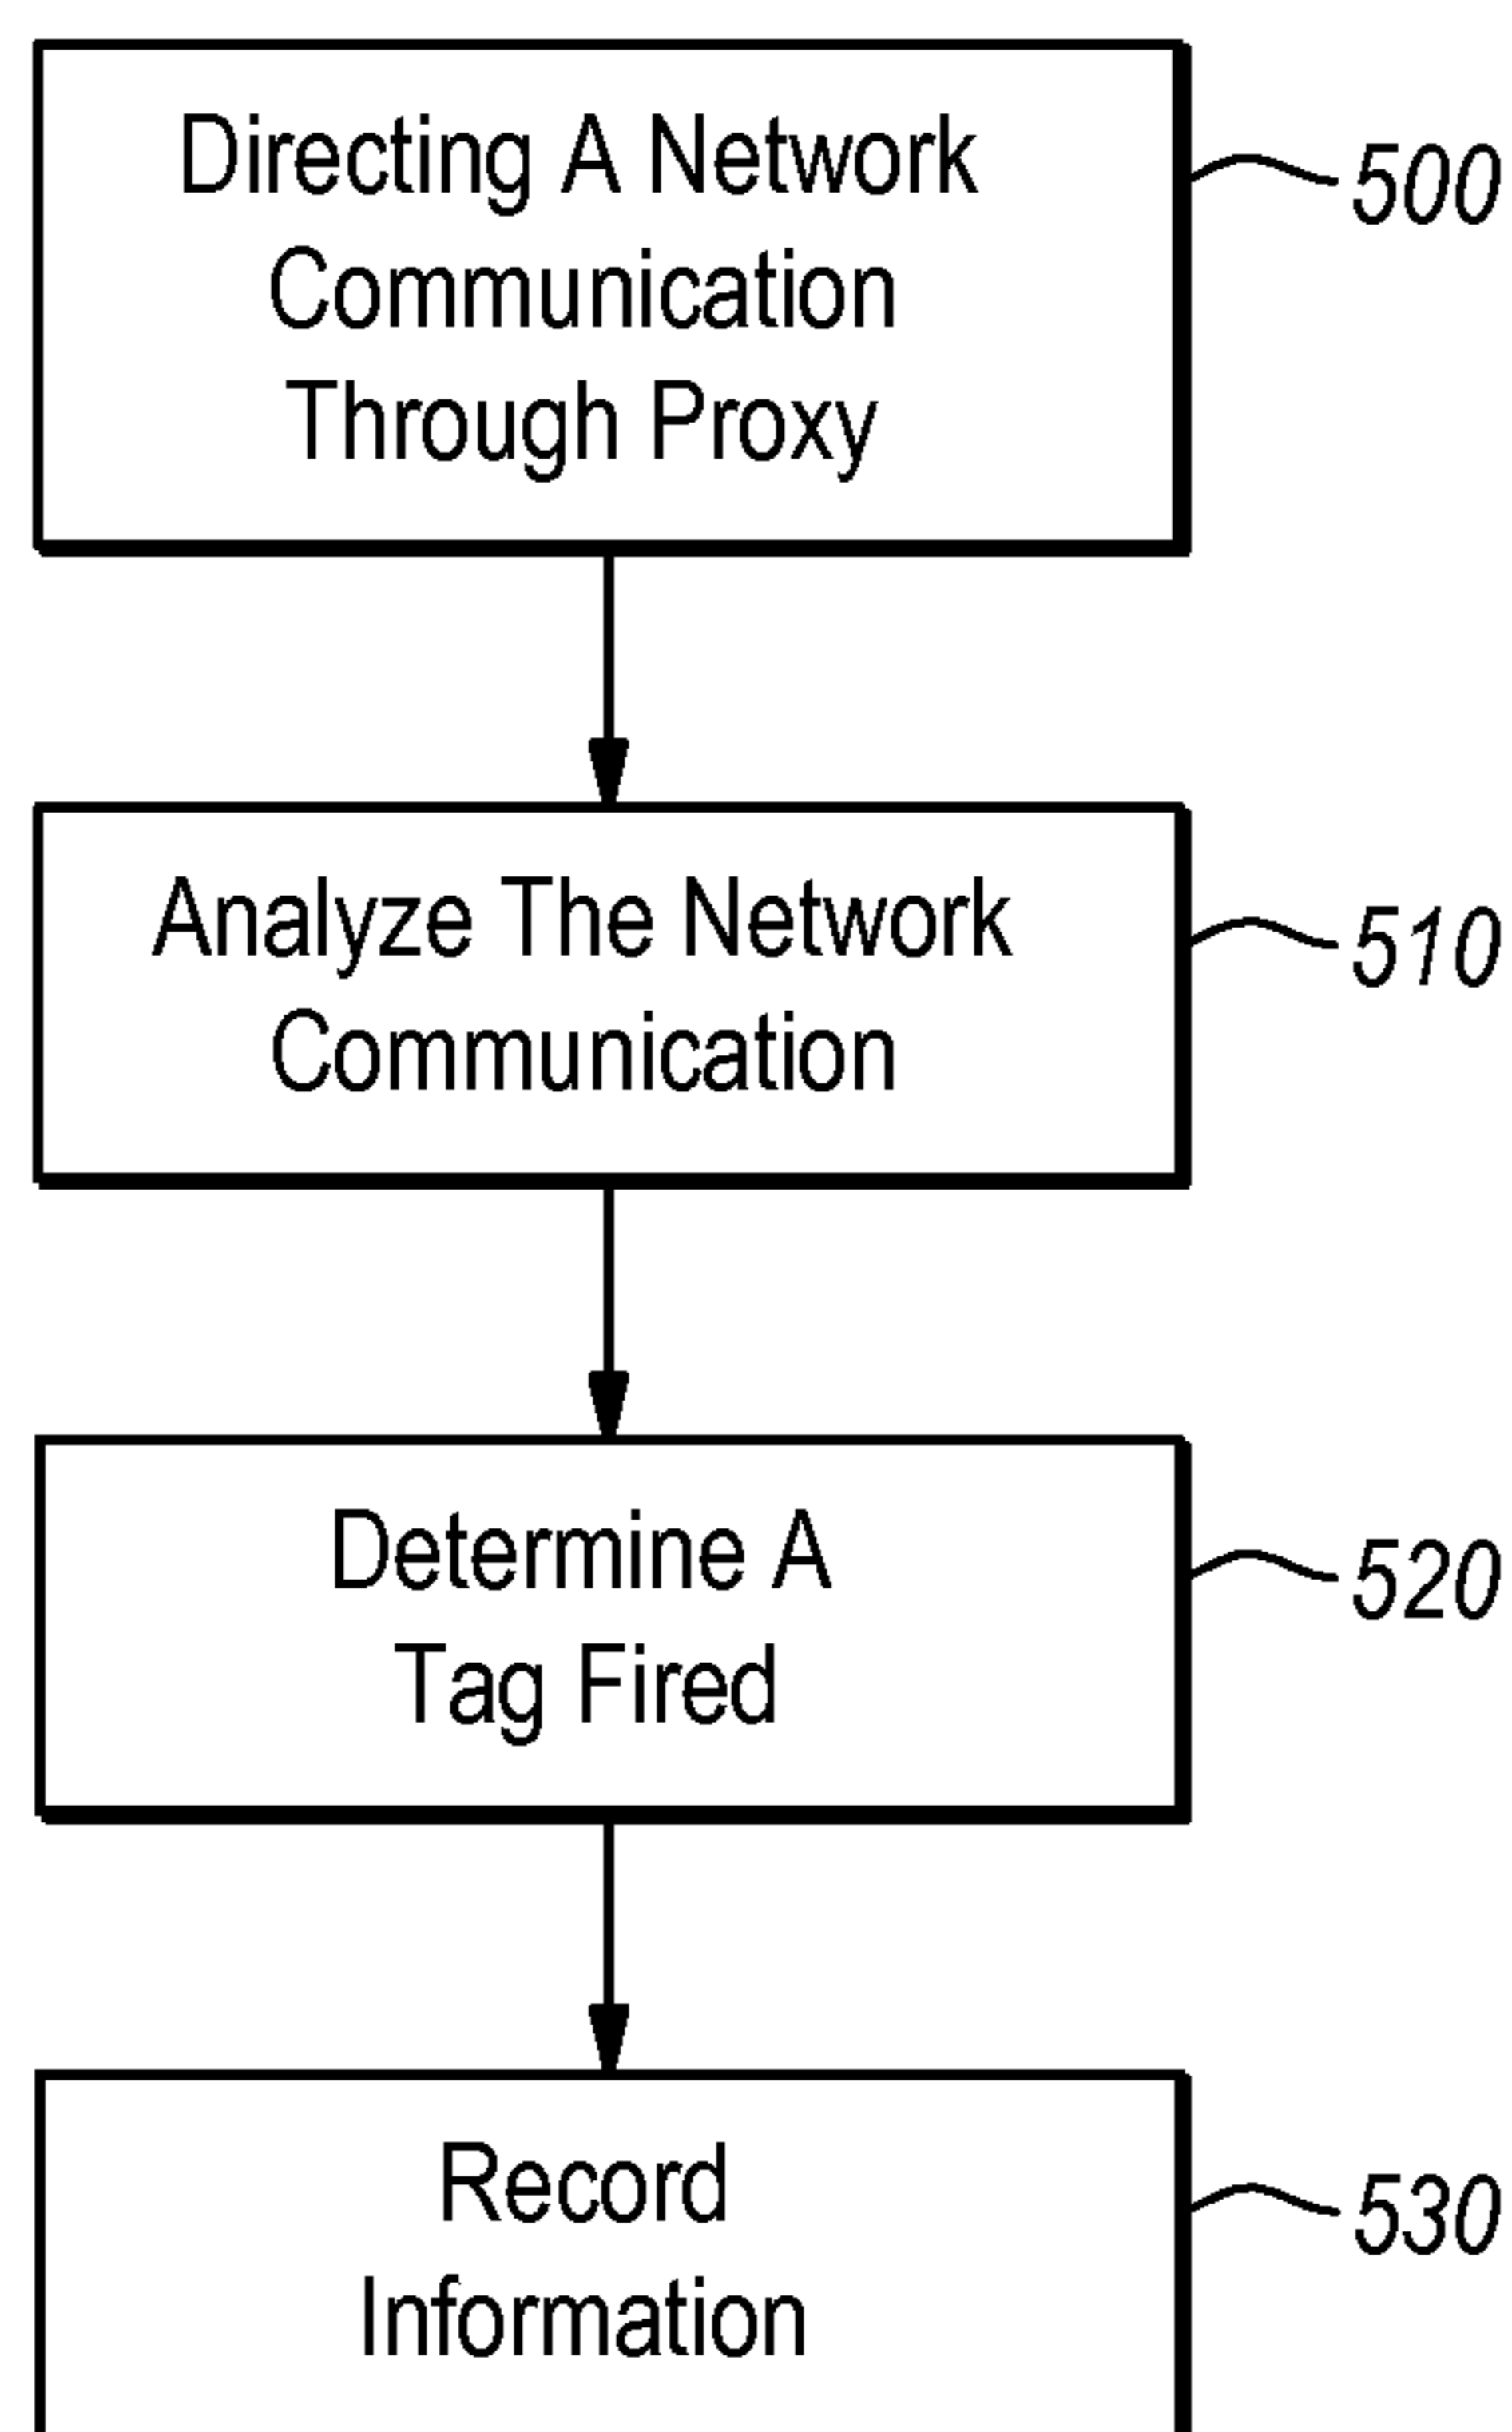 Directing A Network
Communication
Through Proxy
500
Analyze The Network
Communication
510
Determine A
Tag Fired
520
Record
Information
530